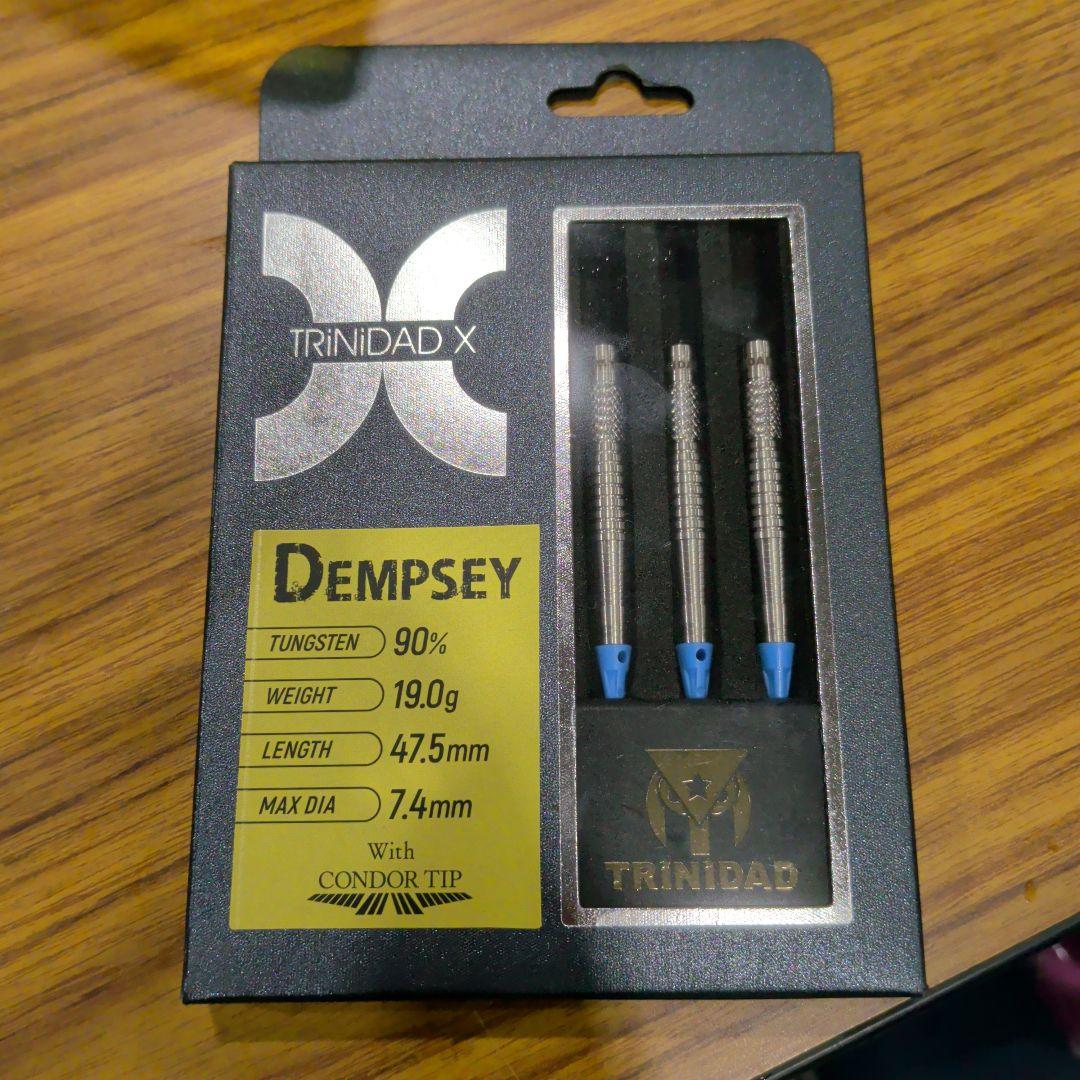 TRiNiDAD X
DEMPSEY
TUNGSTEN 90%
WEIGHT 19.0g
LENGTH 47.5mm
MAX DIA 7.4mm
With
CONDOR TIP
TRiNiDAD